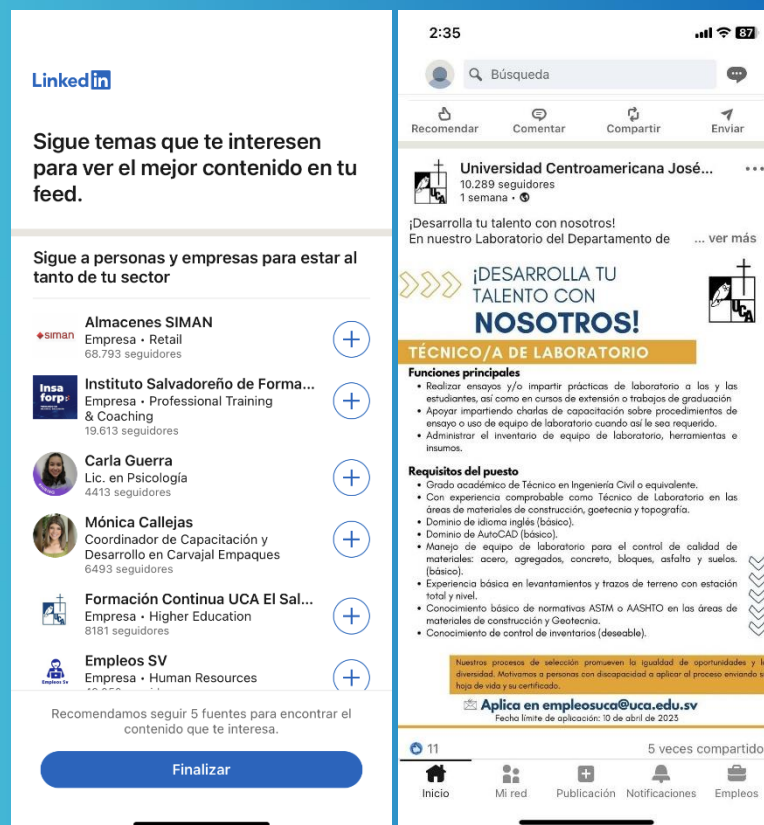 Linked in
Sigue temas que te interesen
para ver el mejor contenido en tu
feed.
Sigue a personas y empresas para estar al
tanto de tu sector
siman
Almacenes SIMAN
Empresa • Retail
68.793 seguidores
Insa
forp
Instituto Salvadoreño de Forma...
Empresa • Professional Training
& Coaching
19.613 seguidores
Carla Guerra
Lic. en Psicología
4413 seguidores
Mónica Callejas
Coordinador de Capacitación y
Desarrollo en Carvajal Empaques
6493 seguidores
Formación Continua UCA El Sal...
Empresa • Higher Education
8181 seguidores
Empleos Sv
Empleos SV
Empresa • Human Resources
Recomendamos seguir 5 fuentes para encontrar el
contenido que te interesa.
Finalizar
2:35
87
Búsqueda
Recomendar Comentar Compartir Enviar
UCA
Universidad Centroamericana José...
10.289 seguidores
1 semana •
¡Desarrolla tu talento con nosotros!
En nuestro Laboratorio del Departamento de ... ver más
¡DESARROLLA TU
TALENTO CON
NOSOTROS!
UCA
TÉCNICO/A DE LABORATORIO
Funciones principales
• Realizar ensayos y/o impartir prácticas de laboratorio a los y las
estudiantes, así como en cursos de extensión o trabajos de graduación
• Apoyar impartiendo charlas de capacitación sobre procedimientos de
ensayo o uso de equipo de laboratorio cuando así le sea requerido.
• Administrar el inventario de equipo de laboratorio, herramientas e
insumos.
Requisitos del puesto
• Grado académico de Técnico en Ingeniería Civil o equivalente.
• Con experiencia comprobable como Técnico de Laboratorio en las
áreas de materiales de construcción, goetecnia y topografía.
• Dominio de idioma inglés (básico).
• Dominio de AutoCAD (básico).
• Manejo de equipo de laboratorio para el control de calidad de
materiales: acero, agregados, concreto, bloques, asfalto y suelos.
(básico).
• Experiencia básica en levantamientos y trazos de terreno con estación
total y nivel.
• Conocimiento básico de normativas ASTM o AASHTO en las áreas de
materiales de construcción y Geotecnia.
• Conocimiento de control de inventarios (deseable).
Nuestros procesos de selección promueven la igualdad de oportunidades y l
diversidad. Motivamos a personas con discapacidad a aplicar al proceso enviando s
hoja de vida y su certificado.
Aplica en empleosuca@uca.edu.sv
Fecha límite de aplicación: 10 de abril de 2023
11 5 veces compartido
Inicio Mi red Publicación Notificaciones Empleos